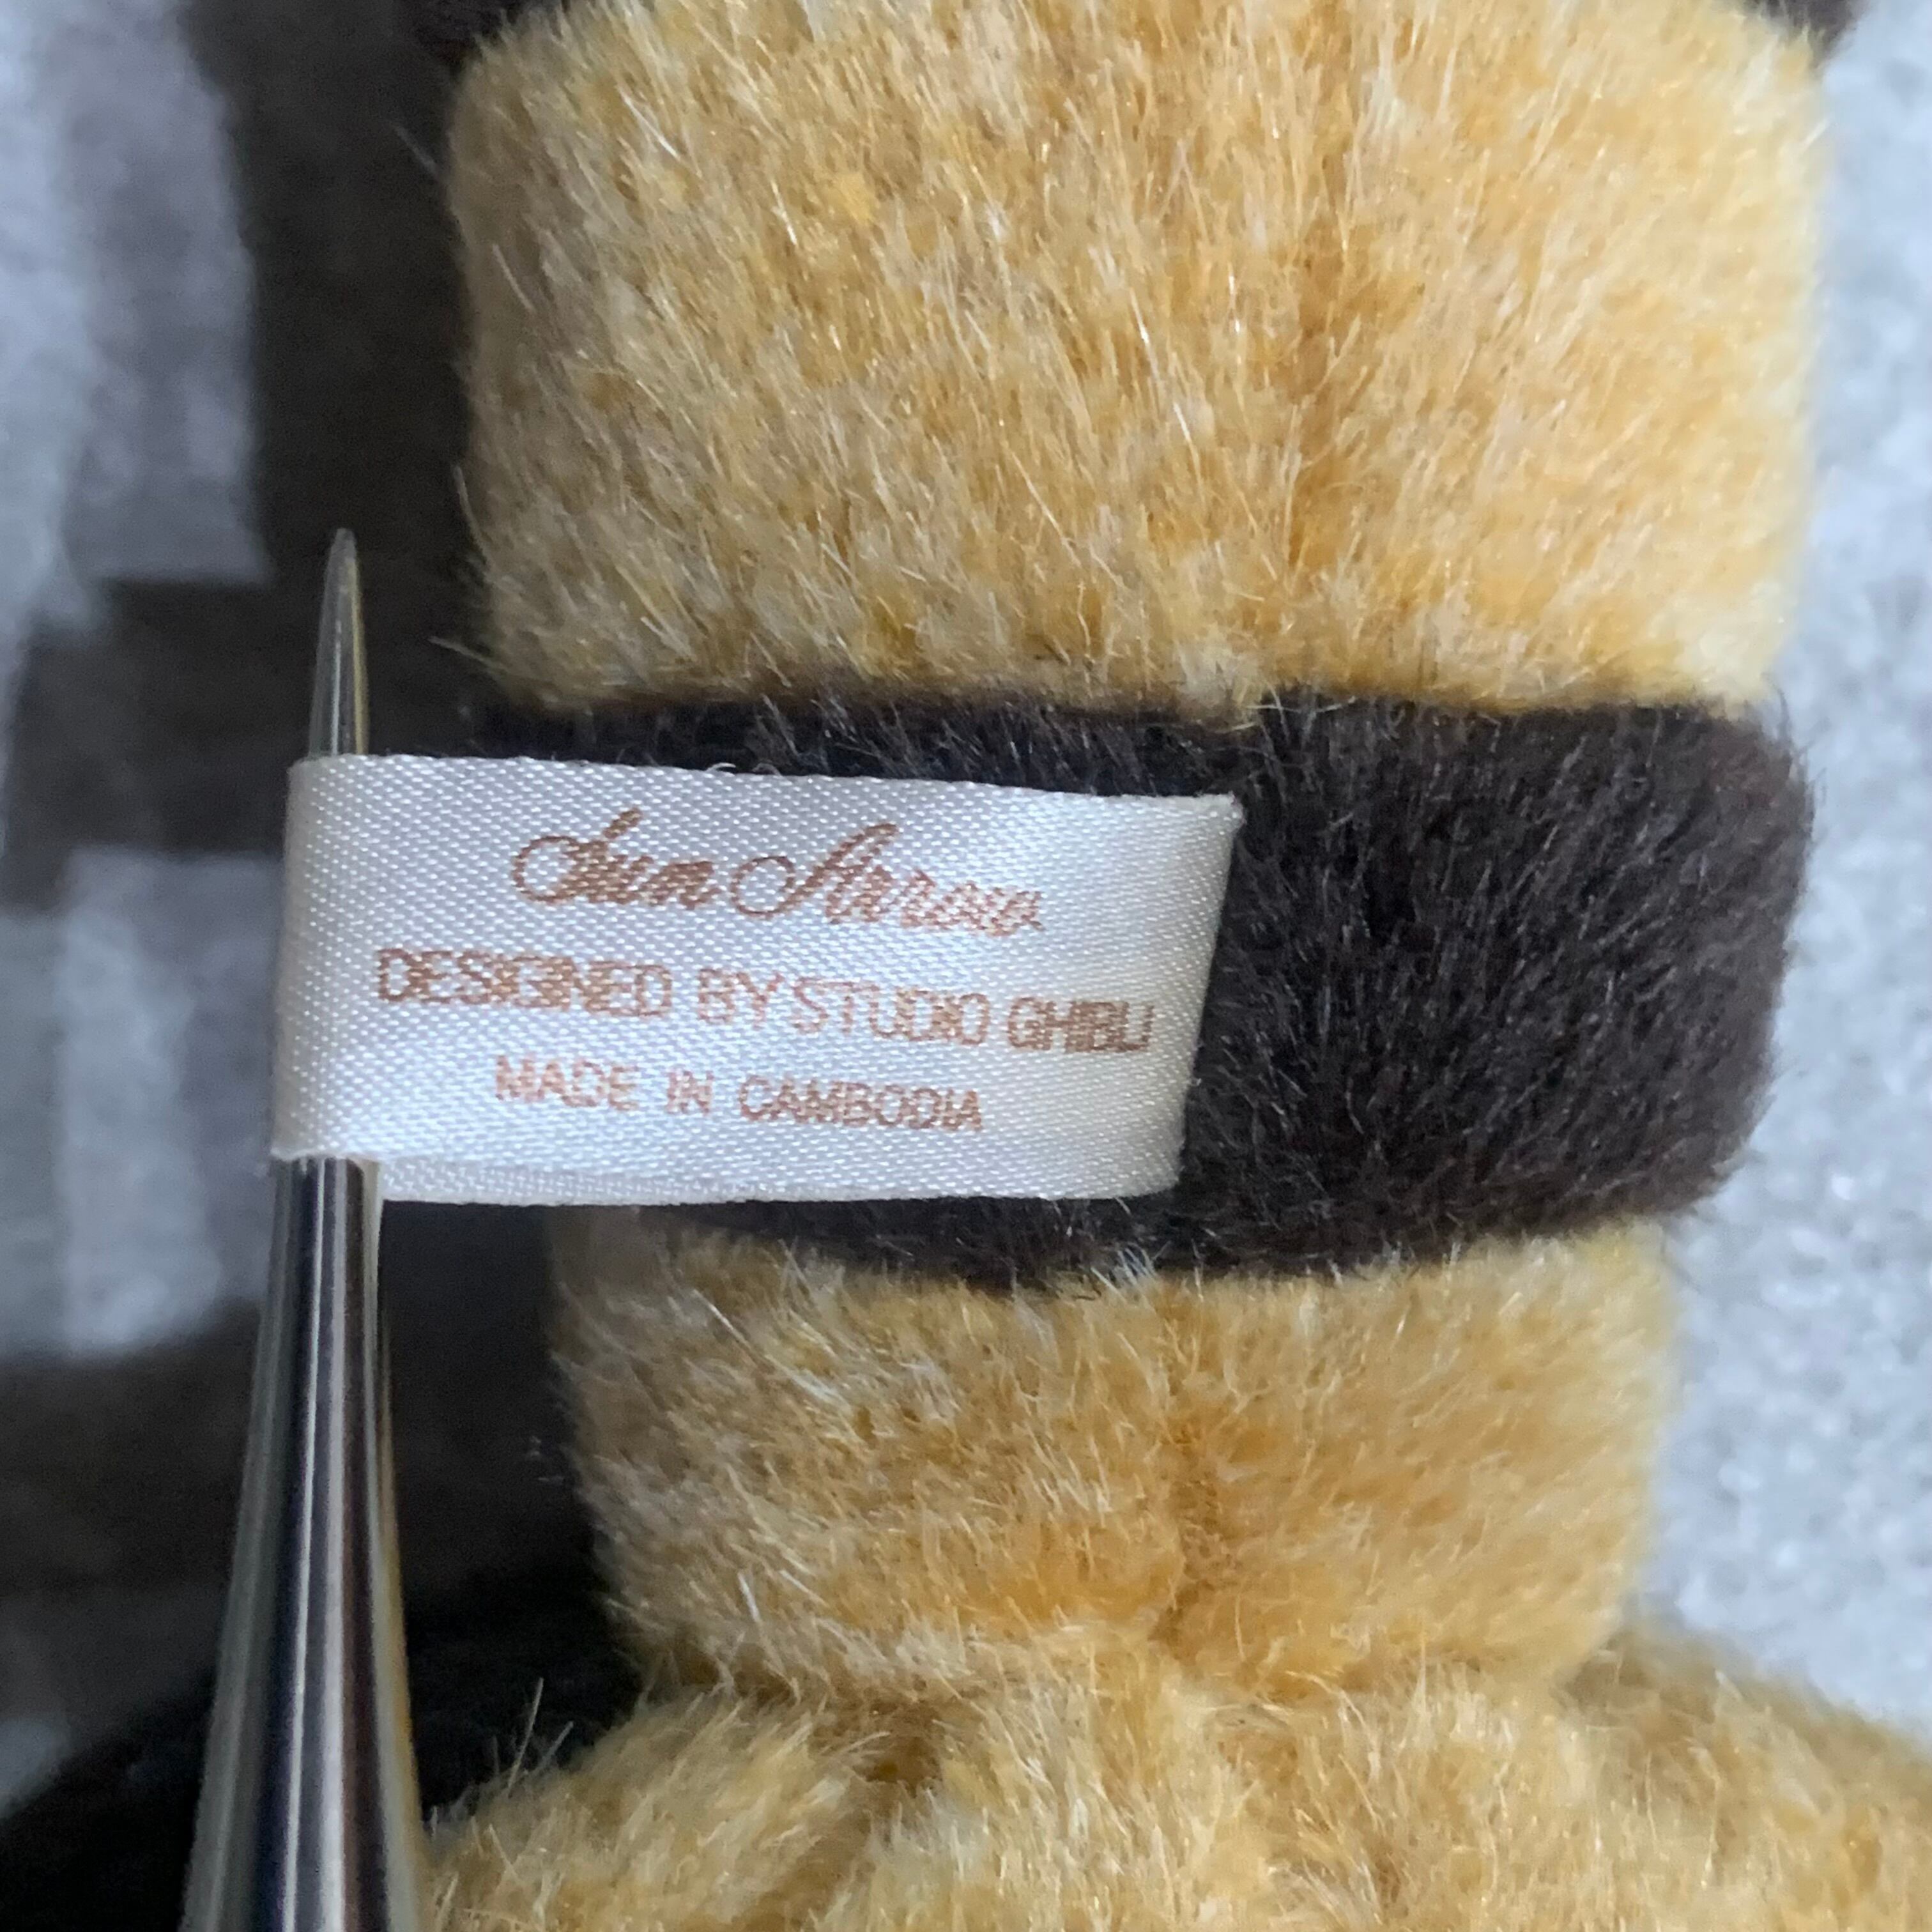 Sun Arrow
DESIGNED BY STUDIO GHIBLI
MADE IN CAMBODIA